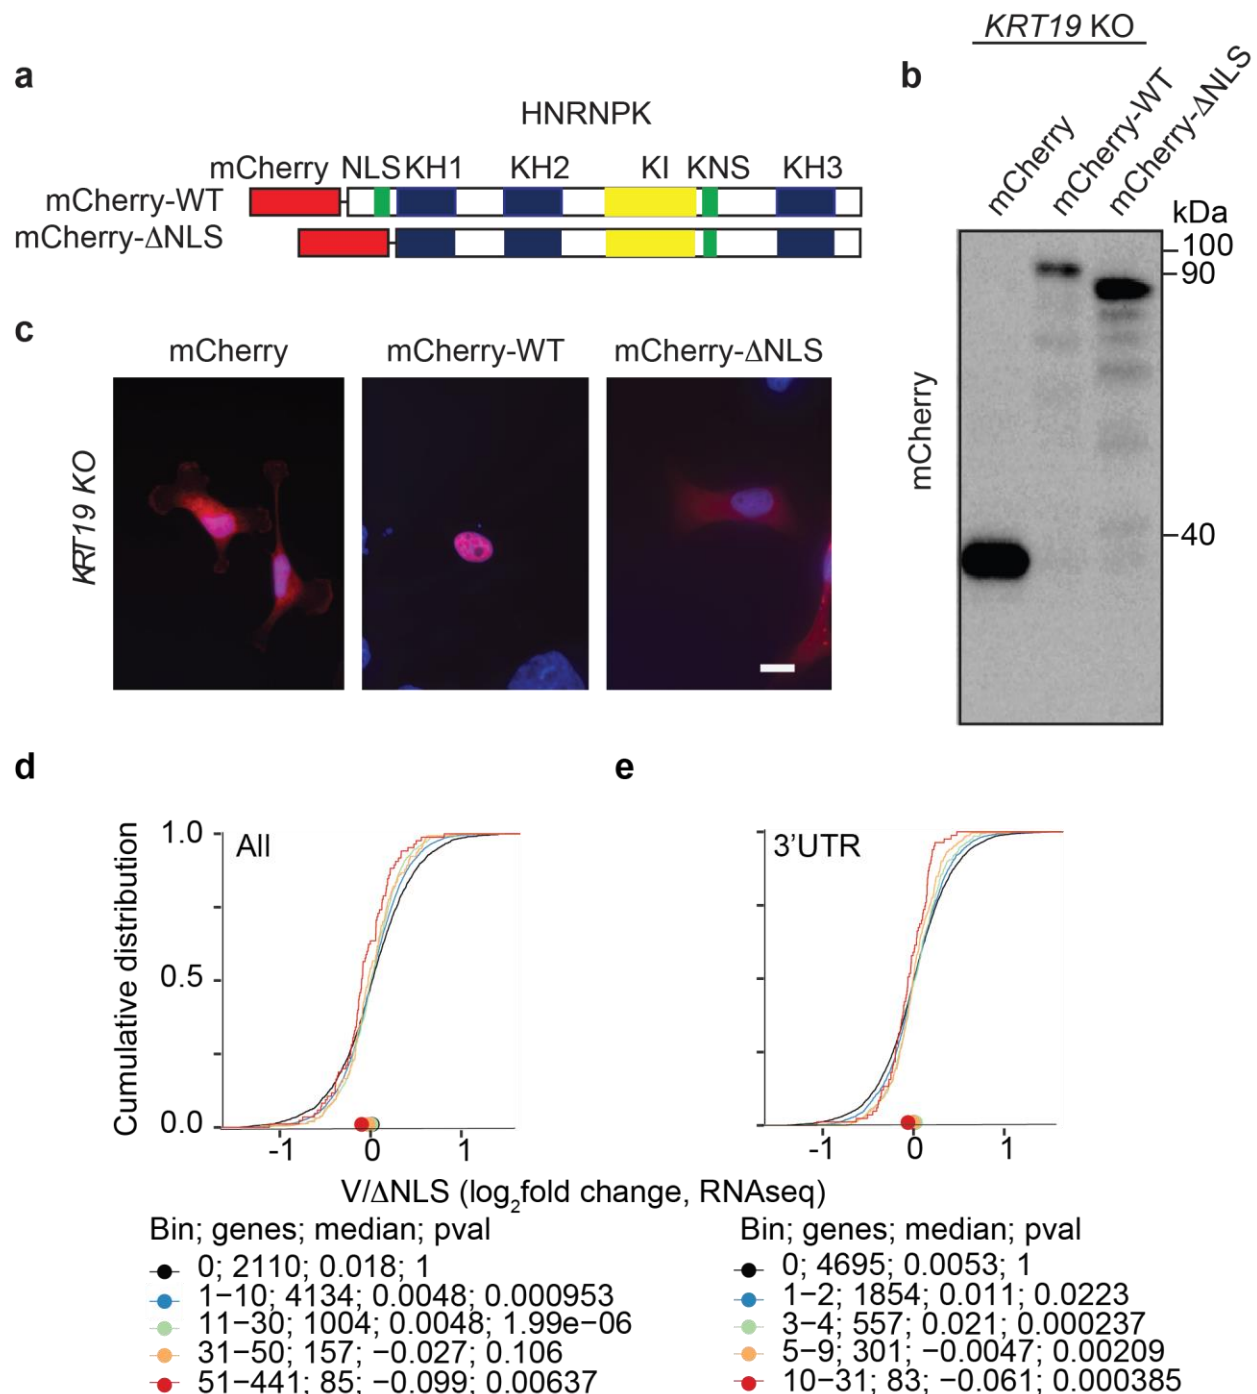 KRT19 KO
a
b
HNRNPK
mCherry
mCherry-WT
mCherry-ΔNLS
mCherry NLS KH1 KH2 KI KNS KH3
mCherry-WT
mCherry-ΔNLS
kDa
100
90
40
mCherry
c
mCherry mCherry-WT mCherry-ΔNLS
KRT19 KO
d
e
Cumulative distribution
1.0
0.5
0.0
All
-1 0 1
3'UTR
-1 0 1
V/ΔNLS (log2fold change, RNAseq)
Bin; genes; median; pval
0; 2110; 0.018; 1
1−10; 4134; 0.0048; 0.000953
11−30; 1004; 0.0048; 1.99e−06
31−50; 157; −0.027; 0.106
51−441; 85; −0.099; 0.00637
Bin; genes; median; pval
0; 4695; 0.0053; 1
1−2; 1854; 0.011; 0.0223
3−4; 557; 0.021; 0.000237
5−9; 301; −0.0047; 0.00209
10−31; 83; −0.061; 0.000385